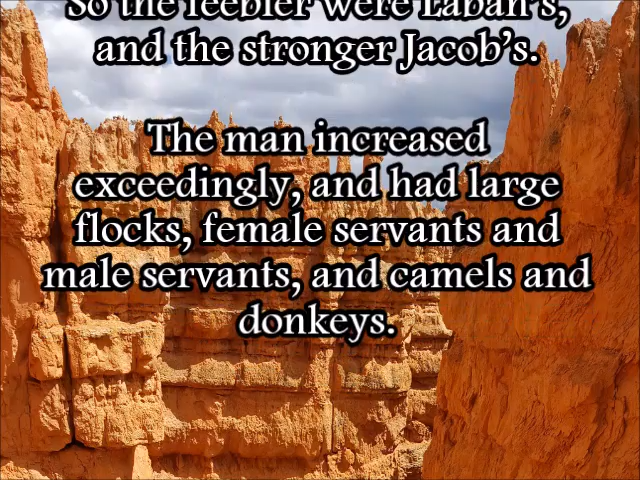 So the feebler were Laban's,
and the stronger Jacob's.
The man increased
exceedingly, and had large
flocks, female servants and
male servants, and camels and
donkeys.